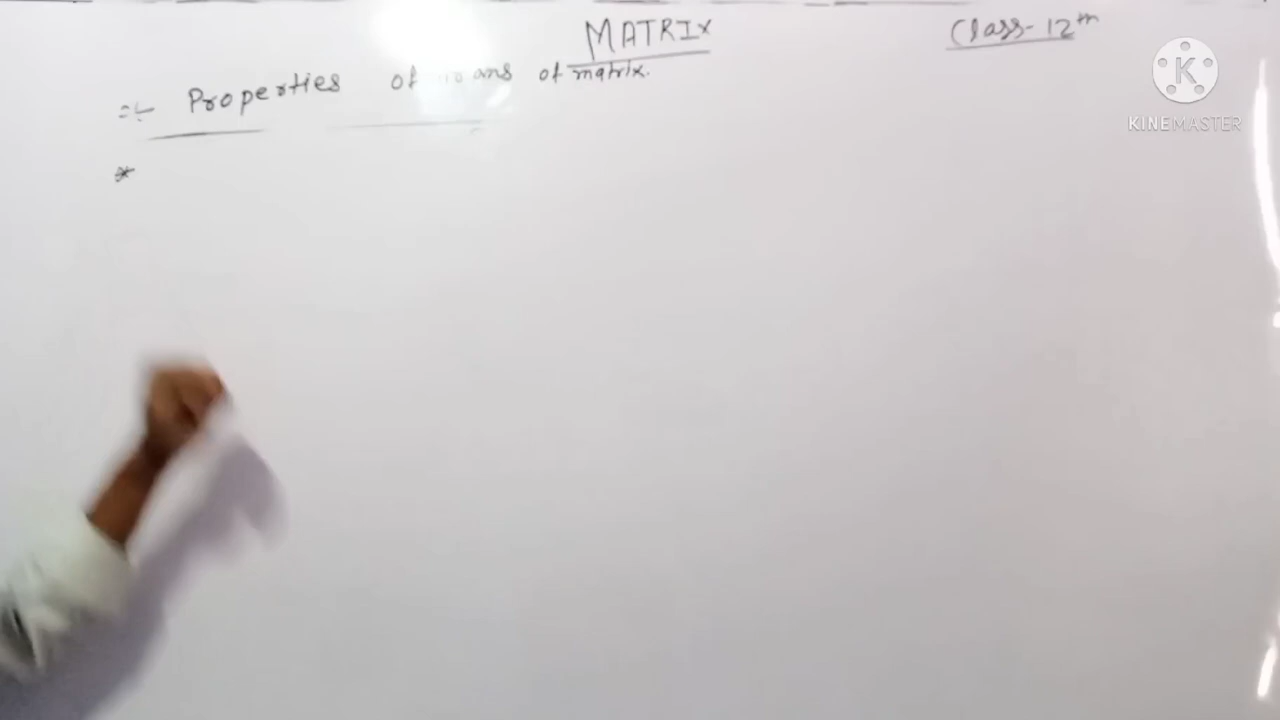 MATRIX
Class- 12th
:- Properties of of matrix.
*
KINEMASTER